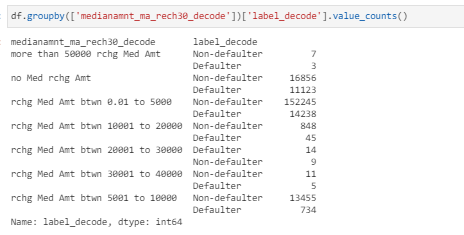 df.groupby(['medianamnt_ma_rech30_decode'])['label_decode'].value_counts()
medianamnt_ma_rech30_decode label_decode
more than 50000 rchg Med Amt Non-defaulter 7
Defaulter 3
no Med rchg Amt Non-defaulter 16856
Defaulter 11123
rchg Med Amt btwn 0.01 to 5000 Non-defaulter 152245
Defaulter 14238
rchg Med Amt btwn 10001 to 20000 Non-defaulter 848
Defaulter 45
rchg Med Amt btwn 20001 to 30000 Defaulter 14
Non-defaulter 9
rchg Med Amt btwn 30001 to 40000 Non-defaulter 11
Defaulter 5
rchg Med Amt btwn 5001 to 10000 Non-defaulter 13455
Defaulter 734
Name: label_decode, dtype: int64